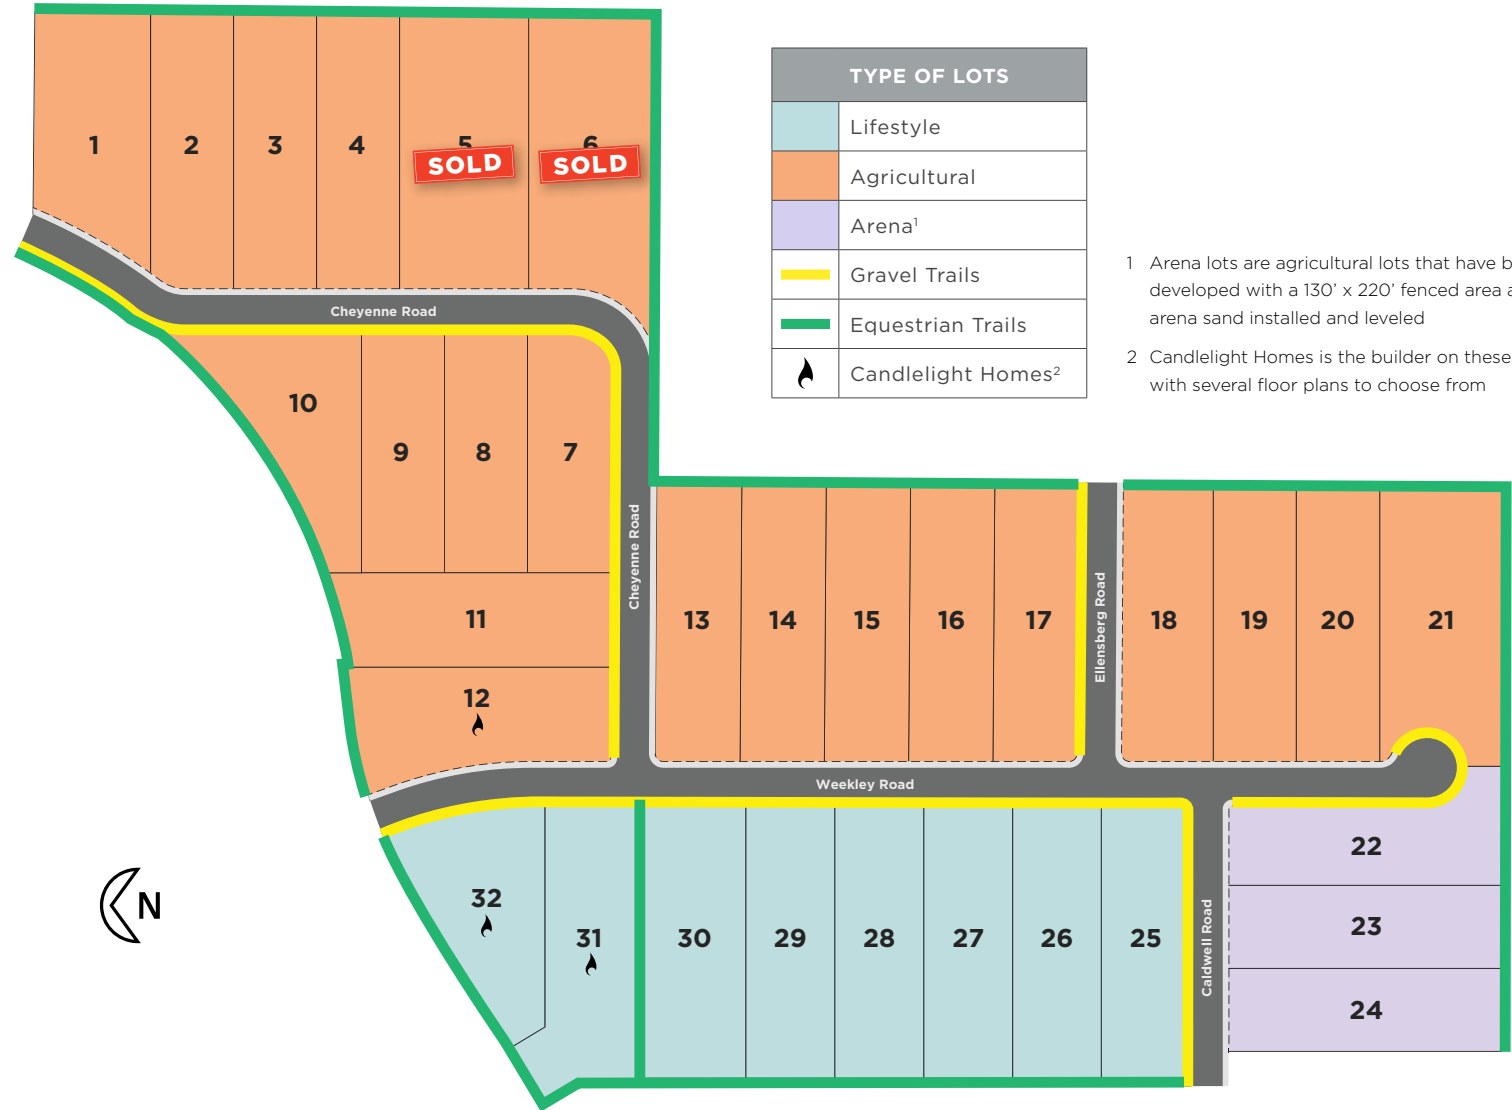 TYPE OF LOTS
Lifestyle
Agricultural
Arena¹
Gravel Trails
Equestrian Trails
Candlelight Homes²
1 Arena lots are agricultural lots that have b
developed with a 130’ x 220’ fenced area a
arena sand installed and leveled
2 Candlelight Homes is the builder on these
with several floor plans to choose from
1
2
3
4
5
SOLD
6
SOLD
Cheyenne Road
10
9
8
7
11
12
Cheyenne Road
13
14
15
16
17
Ellensberg Road
18
19
20
21
Weekley Road
32
31
30
29
28
27
26
25
Caldwell Road
22
23
24
N